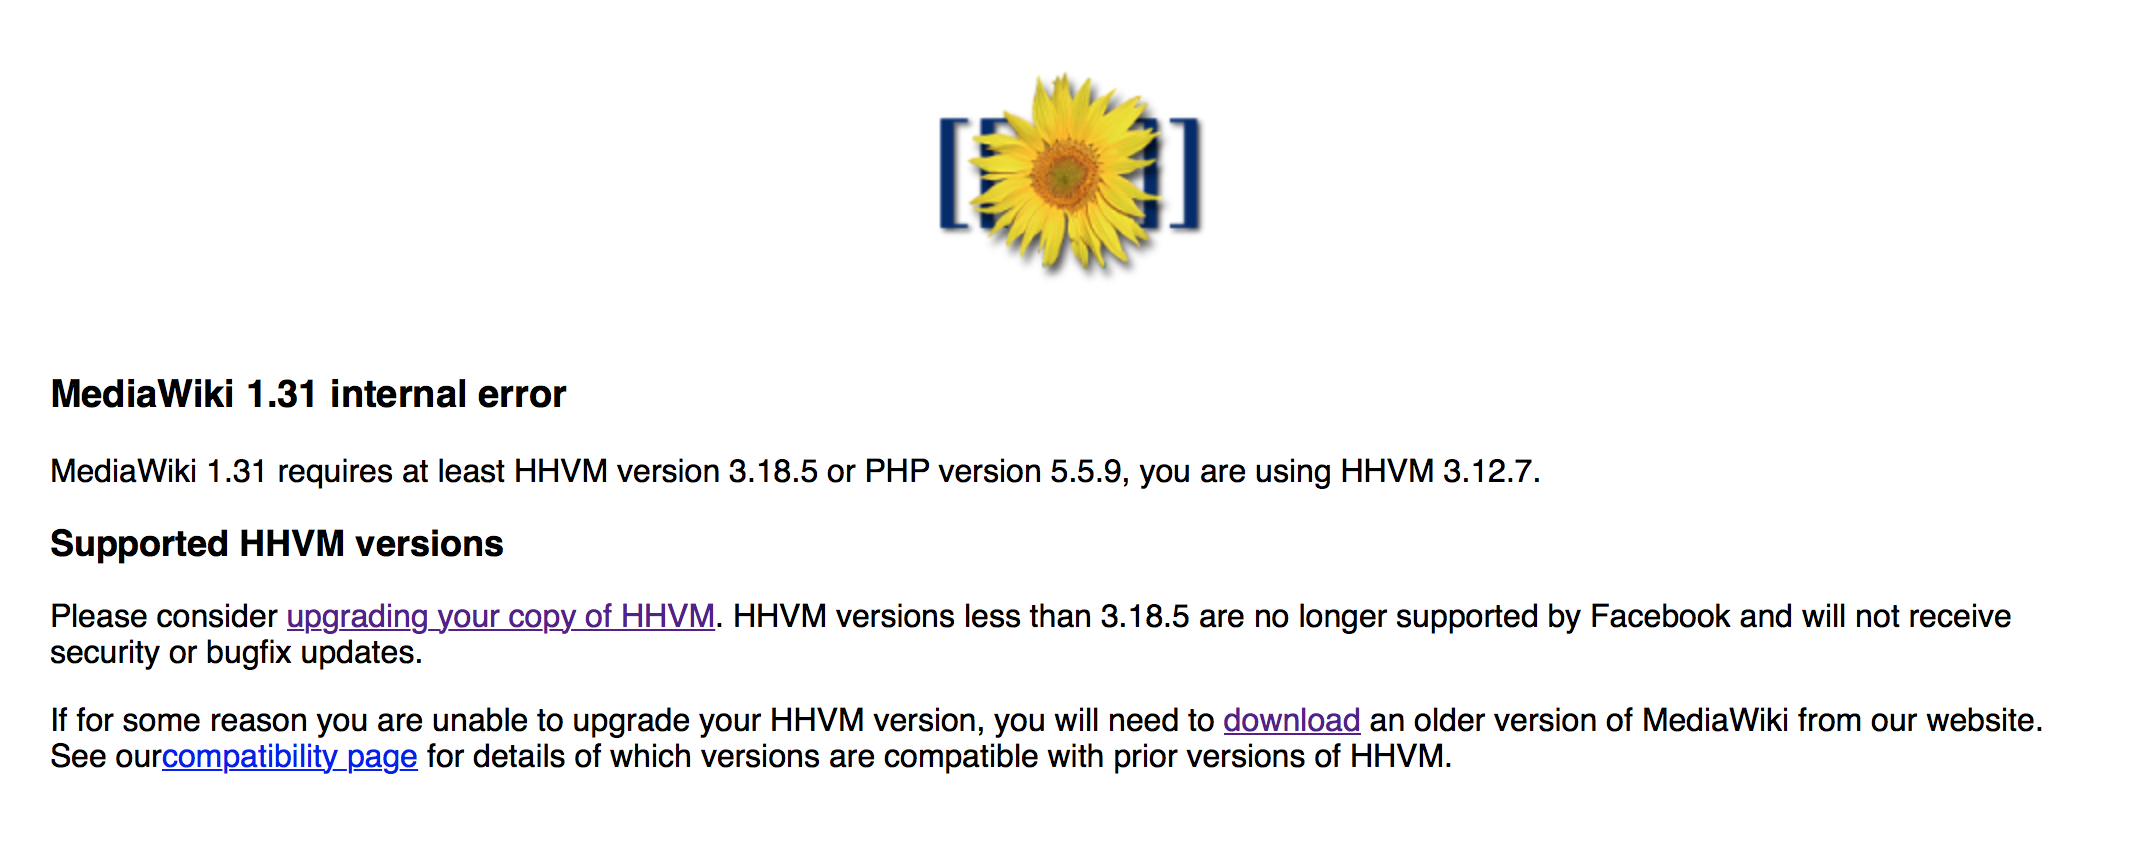 MediaWiki 1.31 internal error
MediaWiki 1.31 requires at least HHVM version 3.18.5 or PHP version 5.5.9, you are using HHVM 3.12.7.
Supported HHVM versions
Please consider upgrading your copy of HHVM. HHVM versions less than 3.18.5 are no longer supported by Facebook and will not receive
security or bugfix updates.
If for some reason you are unable to upgrade your HHVM version, you will need to download an older version of MediaWiki from our website.
See ourcompatibility page for details of which versions are compatible with prior versions of HHVM.